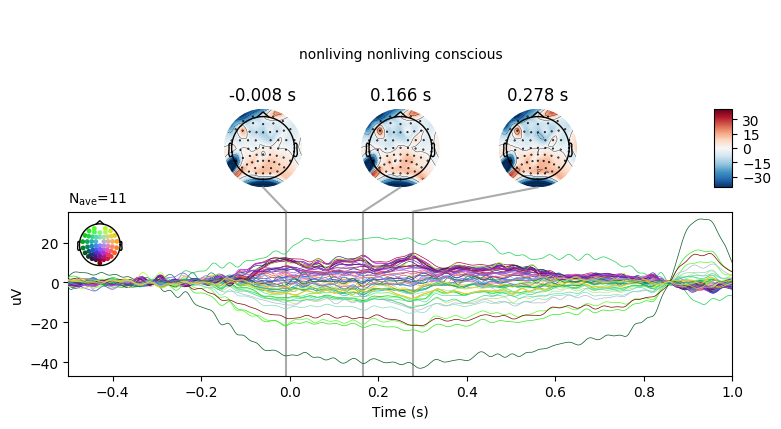 nonliving nonliving conscious
-0.008 s 0.166 s 0.278 s
30
15
0
−15
−30
Nave=11
20
0
−20
−40
uV
−0.4 −0.2 0.0 0.2 0.4 0.6 0.8 1.0
Time (s)